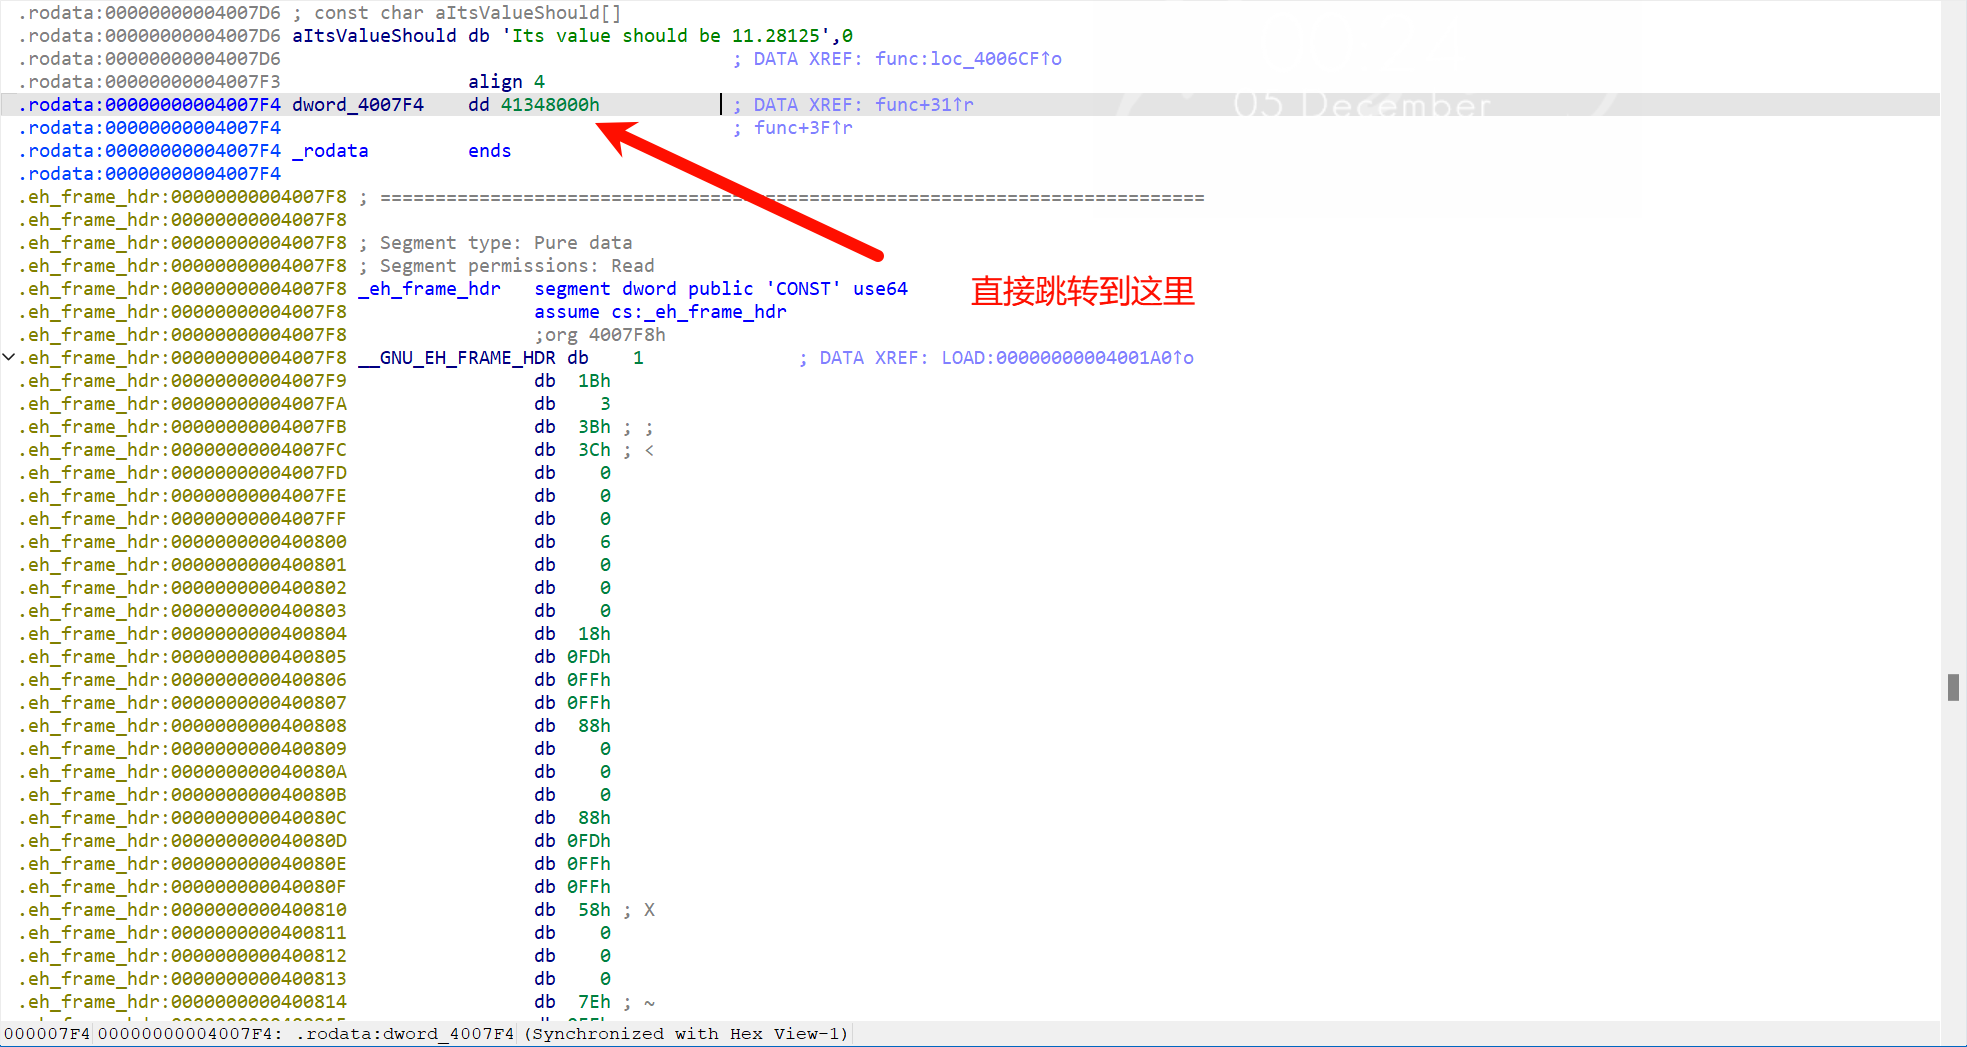 .rodata:00000000004007D6 ; const char aItsValueShould[]
.rodata:00000000004007D6 aItsValueShould db 'Its value should be 11.28125',0
.rodata:00000000004007D6 ; DATA XREF: func:loc_4006CF↑o
.rodata:00000000004007F3 align 4
.rodata:00000000004007F4 dword_4007F4 dd 41348000h ; DATA XREF: func+31↑r
05 December
.rodata:00000000004007F4 ; func+3F↑r
.rodata:00000000004007F4 _rodata ends
.rodata:00000000004007F4
.eh_frame_hdr:00000000004007F8 ; ===========================================================================
.eh_frame_hdr:00000000004007F8
.eh_frame_hdr:00000000004007F8 ; Segment type: Pure data
.eh_frame_hdr:00000000004007F8 ; Segment permissions: Read
.eh_frame_hdr:00000000004007F8 _eh_frame_hdr segment dword public 'CONST' use64
直接跳转到这里
.eh_frame_hdr:00000000004007F8 assume cs:_eh_frame_hdr
.eh_frame_hdr:00000000004007F8 ;org 4007F8h
.eh_frame_hdr:00000000004007F8 __GNU_EH_FRAME_HDR db 1 ; DATA XREF: LOAD:00000000004001A0↑o
.eh_frame_hdr:00000000004007F9 db 1Bh
.eh_frame_hdr:00000000004007FA db 3
.eh_frame_hdr:00000000004007FB db 3Bh ; ;
.eh_frame_hdr:00000000004007FC db 3Ch ; <
.eh_frame_hdr:00000000004007FD db 0
.eh_frame_hdr:00000000004007FE db 0
.eh_frame_hdr:00000000004007FF db 0
.eh_frame_hdr:0000000000400800 db 6
.eh_frame_hdr:0000000000400801 db 0
.eh_frame_hdr:0000000000400802 db 0
.eh_frame_hdr:0000000000400803 db 0
.eh_frame_hdr:0000000000400804 db 18h
.eh_frame_hdr:0000000000400805 db 0FDh
.eh_frame_hdr:0000000000400806 db 0FFh
.eh_frame_hdr:0000000000400807 db 0FFh
.eh_frame_hdr:0000000000400808 db 88h
.eh_frame_hdr:0000000000400809 db 0
.eh_frame_hdr:000000000040080A db 0
.eh_frame_hdr:000000000040080B db 0
.eh_frame_hdr:000000000040080C db 88h
.eh_frame_hdr:000000000040080D db 0FDh
.eh_frame_hdr:000000000040080E db 0FFh
.eh_frame_hdr:000000000040080F db 0FFh
.eh_frame_hdr:0000000000400810 db 58h ; X
.eh_frame_hdr:0000000000400811 db 0
.eh_frame_hdr:0000000000400812 db 0
.eh_frame_hdr:0000000000400813 db 0
.eh_frame_hdr:0000000000400814 db 7Eh ; ~
000007F4 00000000004007F4: .rodata:dword_4007F4 (Synchronized with Hex View-1)